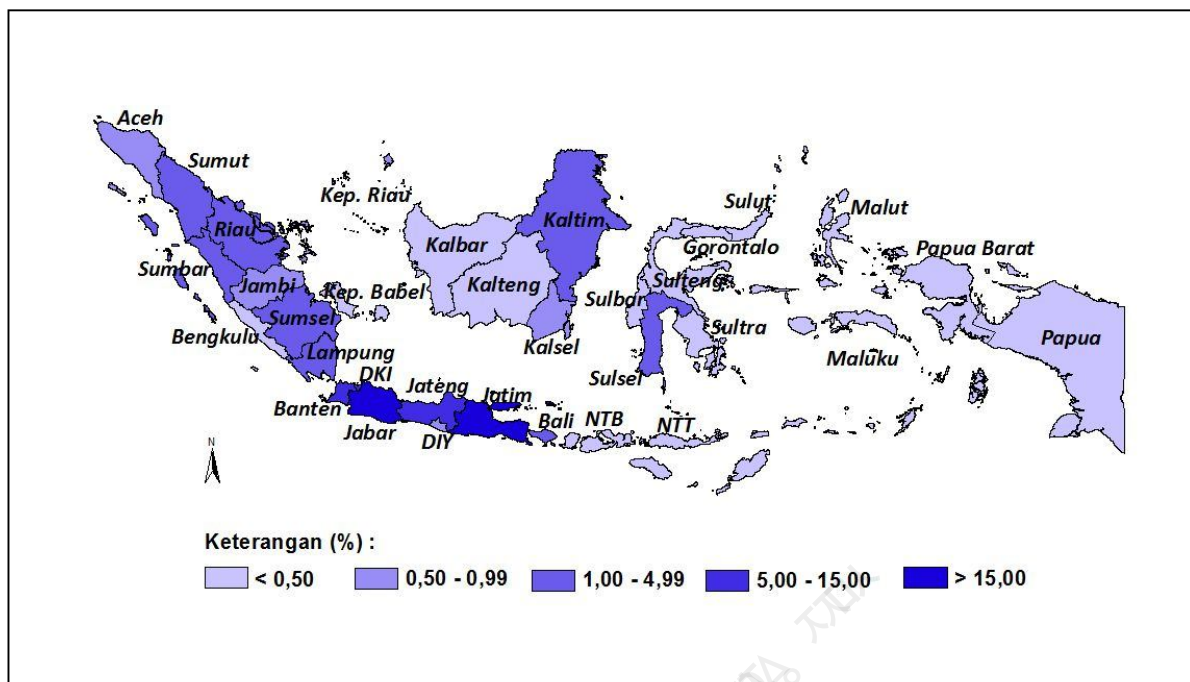 Aceh
Sumut
Kep. Riau
Riau
Sumbar
Jambi
Kep. Babel
Sumsel
Bengkulu
Lampung
DKI
Banten
Jabar
Jateng
DIY
Jatim
Bali
NTB
NTT
Kalbar
Kalteng
Kaltim
Kalsel
Sulut
Gorontalo
Sulteng
Sulbar
Sultra
Sulsel
Malut
Maluku
Papua Barat
Papua
N
Keterangan (%) :
< 0,50 0,50 - 0,99 1,00 - 4,99 5,00 - 15,00 > 15,00